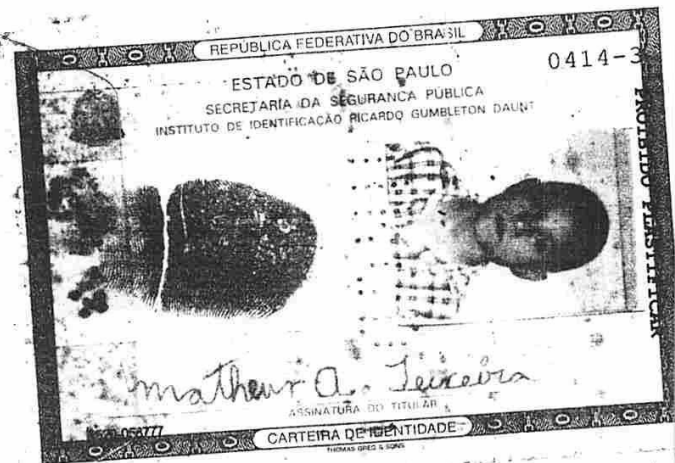 REPÚBLICA FEDERATIVA DO BRASIL
0414-3
ESTADO DE SÃO PAULO
SECRETARIA DA SEGURANÇA PÚBLICA
INSTITUTO DE IDENTIFICAÇÃO RICARDO GUMBLETON DAUNT
PROIBIDO PLASTIFICAR
Matheus A. Teixeira
ASSINATURA DO TITULAR
CARTEIRA DE IDENTIDADE
THOMAS GREG & SONS